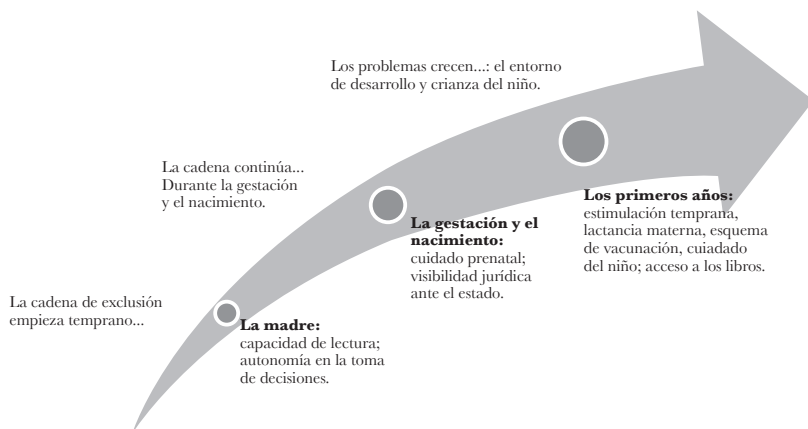 Los problemas crecen...: el entorno
de desarrollo y crianza del niño.
La cadena continúa...
Durante la gestación
y el nacimiento.
Los primeros años:
estimulación temprana,
lactancia materna, esquema
de vacunación, cuiadado
del niño; acceso a los libros.
La gestación y el
nacimiento:
cuidado prenatal;
visibilidad jurídica
ante el estado.
La cadena de exclusión
empieza temprano...
La madre:
capacidad de lectura;
autonomía en la toma
de decisiones.